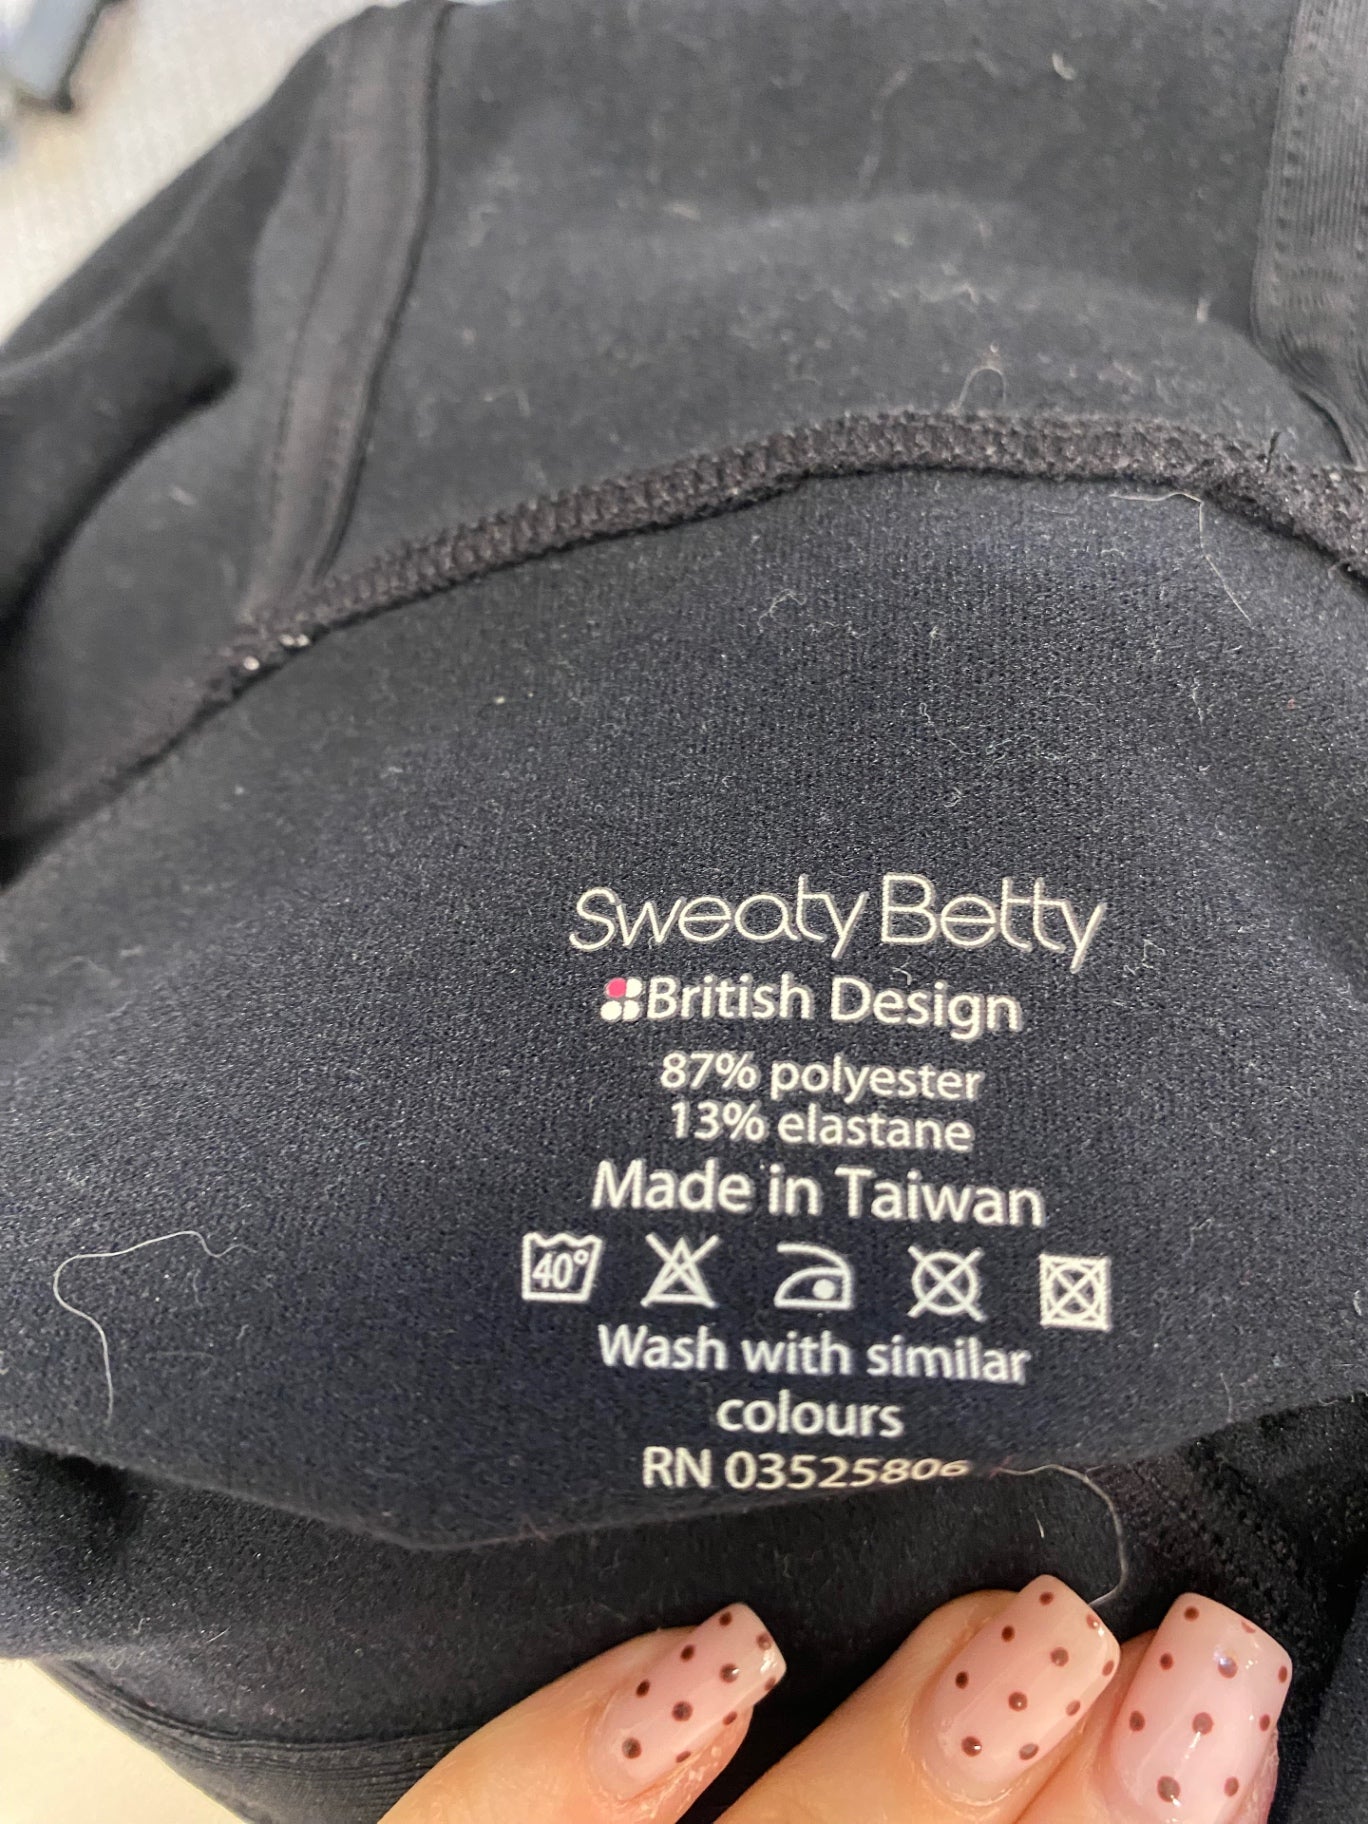 Sweaty Betty
British Design
87% polyester
13% elastane
Made in Taiwan
40°
Wash with similar
colours
RN 03525806